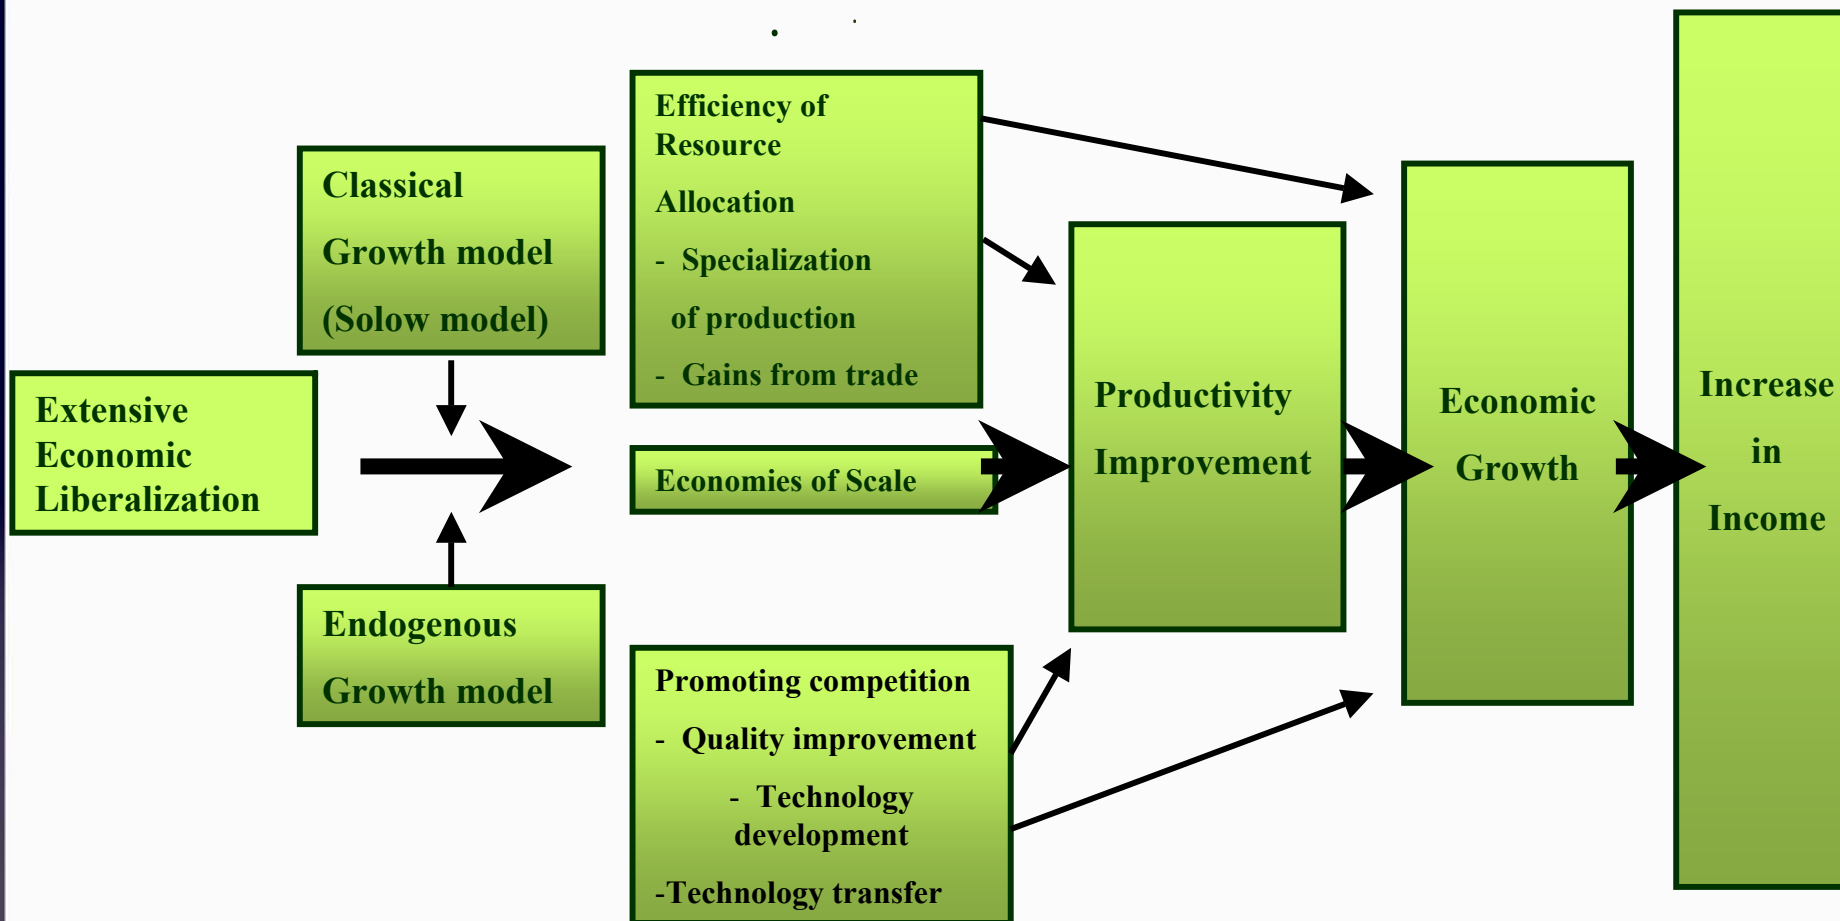 Extensive
Economic
Liberalization
Classical
Growth model
(Solow model)
Endogenous
Growth model
Efficiency of
Resource
Allocation
- Specialization
of production
- Gains from trade
Economies of Scale
Promoting competition
- Quality improvement
- Technology
development
-Technology transfer
Productivity
Improvement
Economic
Growth
Increase
in
Income